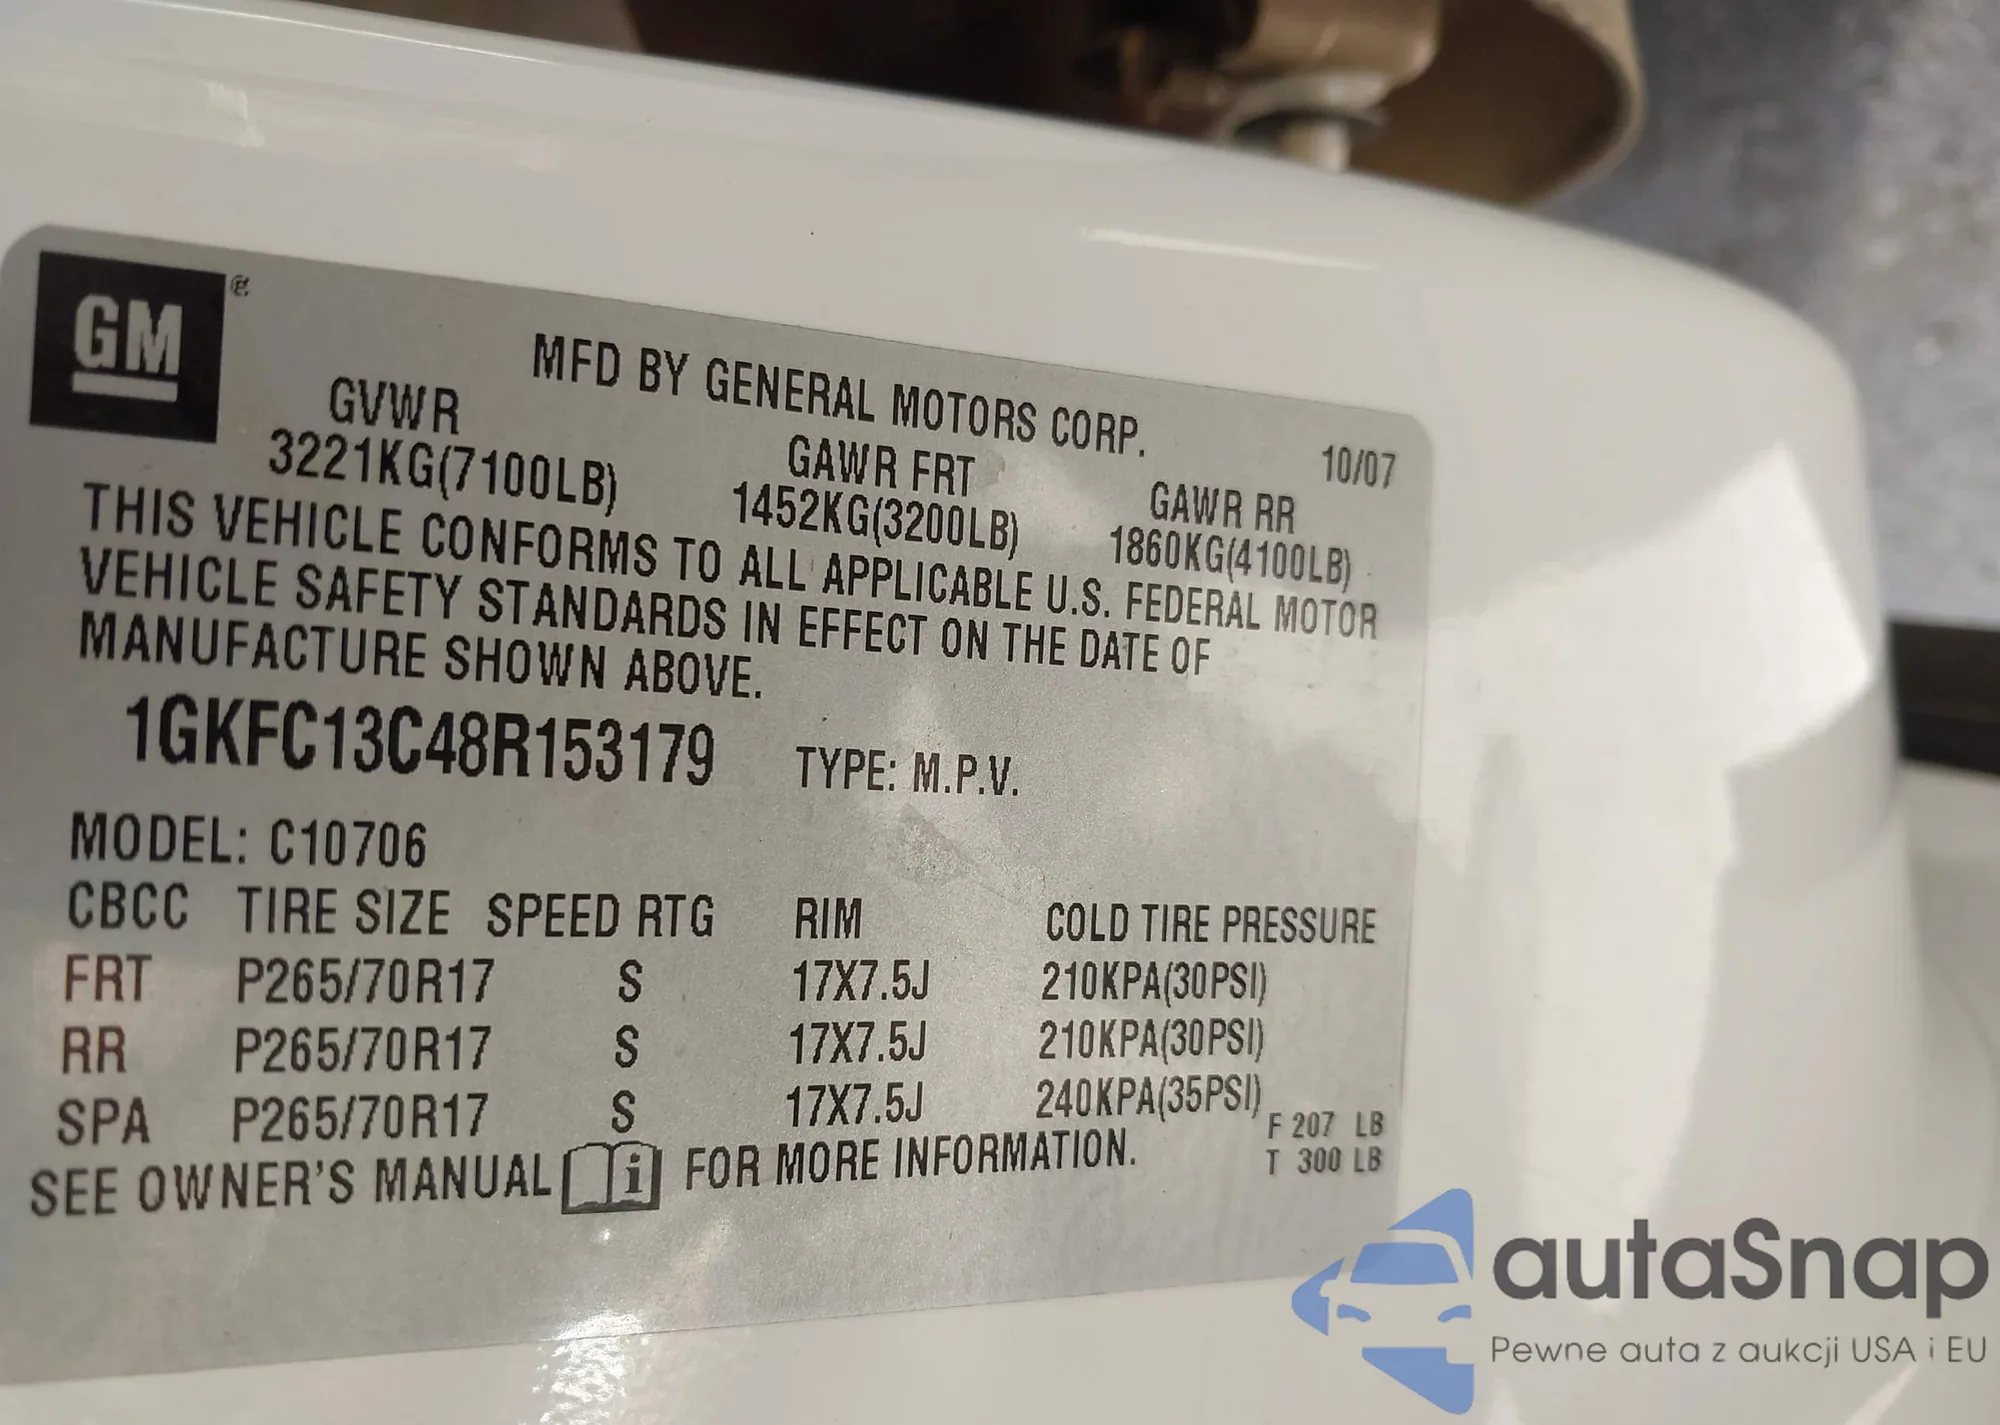 GM®
MFD BY GENERAL MOTORS CORP.
10/07
GVWR GAWR FRT GAWR RR
3221KG(7100LB) 1452KG(3200LB) 1860KG(4100LB)
THIS VEHICLE CONFORMS TO ALL APPLICABLE U.S. FEDERAL MOTOR
VEHICLE SAFETY STANDARDS IN EFFECT ON THE DATE OF
MANUFACTURE SHOWN ABOVE.
1GKFC13C48R153179 TYPE: M.P.V.
MODEL: C10706
CBCC TIRE SIZE SPEED RTG RIM COLD TIRE PRESSURE
FRT P265/70R17 S 17X7.5J 210KPA(30PSI)
RR P265/70R17 S 17X7.5J 210KPA(30PSI)
SPA P265/70R17 S 17X7.5J 240KPA(35PSI)
F 207 LB
T 300 LB
SEE OWNER'S MANUAL i FOR MORE INFORMATION.
autaSnap
Pewne auta z aukcji USA i EU